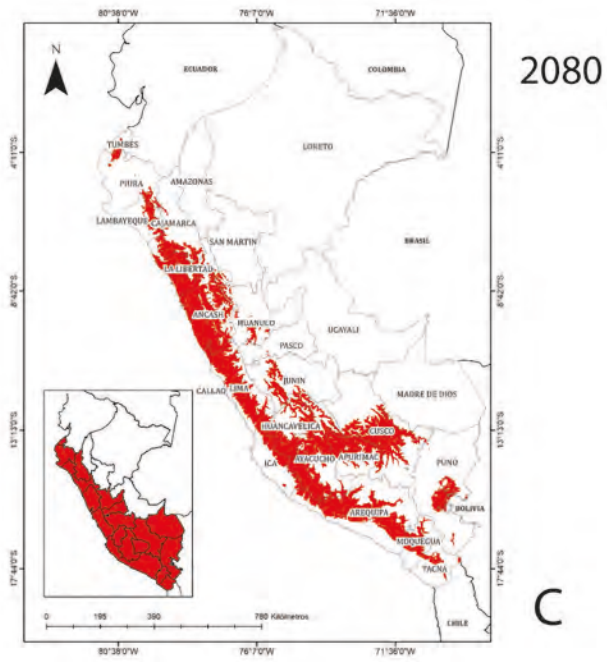 80°38'0"W 76°7'0"W 71°36'0"W
N
ECUADOR
COLOMBIA
2080
4°11'0"S
TUMBES
LORETO
PIURA
AMAZONAS
LAMBAYEQUE
CAJAMARCA
SAN MARTIN
BRASIL
LA LIBERTAD
8°42'0"S
ANCASH
HUANUCO
UCAYALI
PASCO
JUNIN
CALLAO
LIMA
MADRE DE DIOS
13°13'0"S
HUANCAVELICA
CUSCO
ICA
AYACUCHO
APURIMAC
PUNO
BOLIVIA
AREQUIPA
MOQUEGUA
17°44'0"S
TACNA
0 195 390 780 Kilómetros
C
CHILE
80°38'0"W 76°7'0"W 71°36'0"W